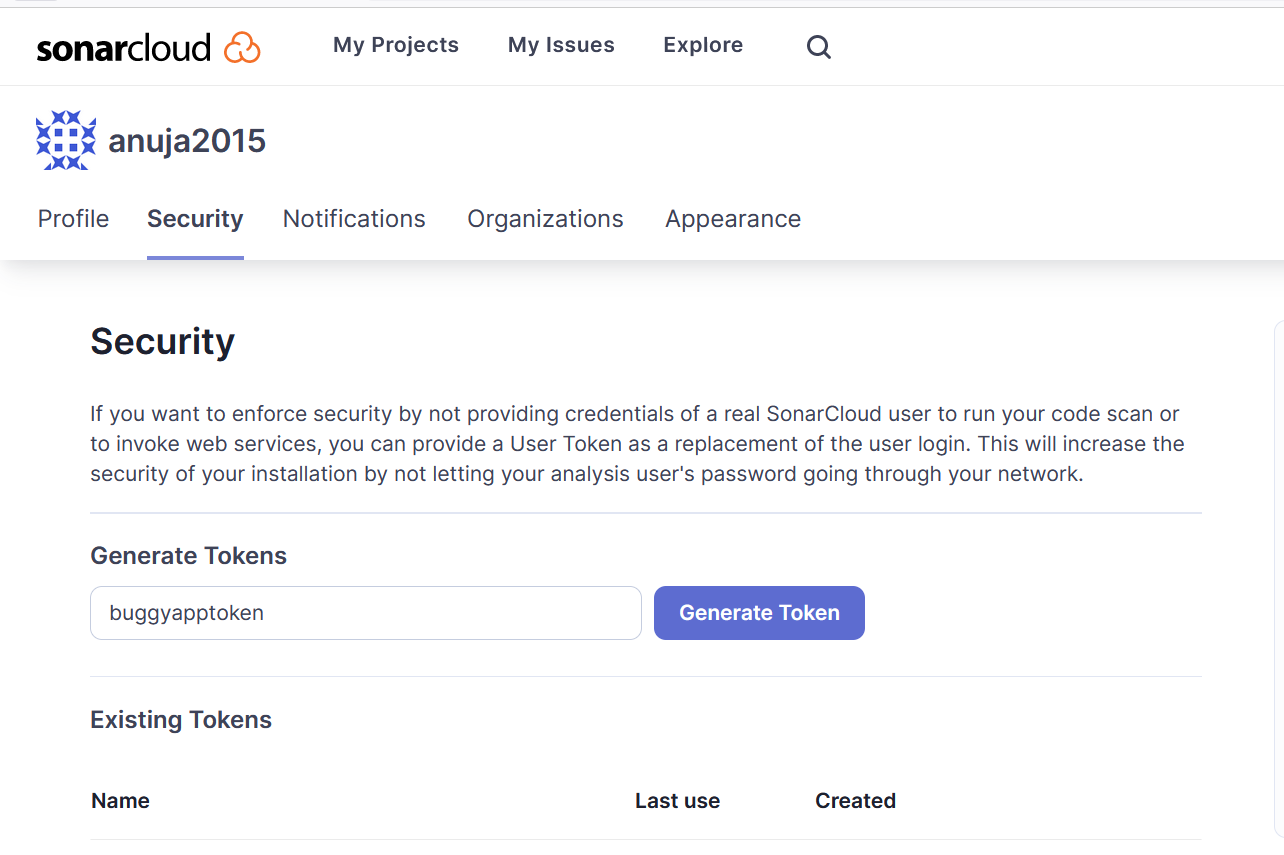 sonarcloud My Projects My Issues Explore
anuja2015
Profile Security Notifications Organizations Appearance
Security
If you want to enforce security by not providing credentials of a real SonarCloud user to run your code scan or
to invoke web services, you can provide a User Token as a replacement of the user login. This will increase the
security of your installation by not letting your analysis user's password going through your network.
Generate Tokens
buggyapptoken Generate Token
Existing Tokens
Name Last use Created